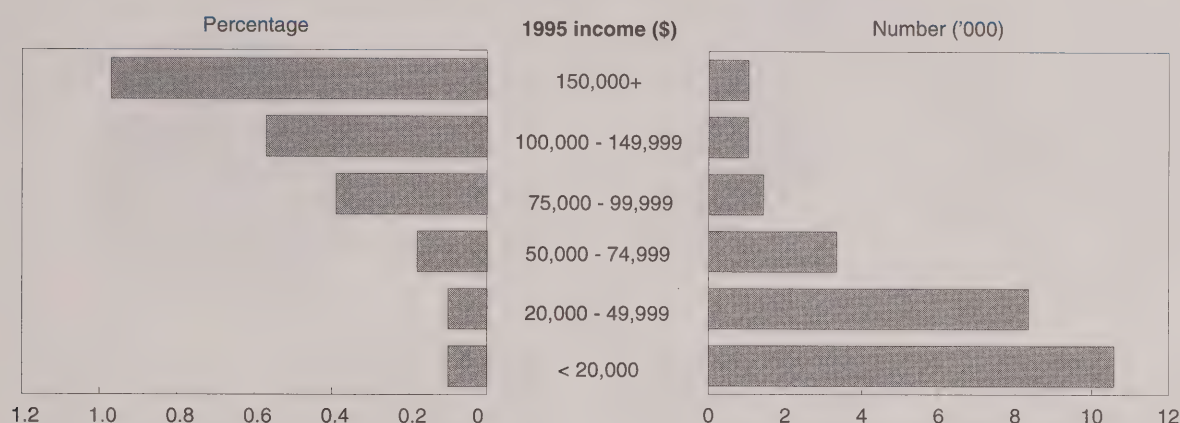 Percentage 1995 income ($) Number ('000)
150,000+
100,000 - 149,999
75,000 - 99,999
50,000 - 74,999
20,000 - 49,999
< 20,000
1.2 1.0 0.8 0.6 0.4 0.2 0 0 2 4 6 8 10 12